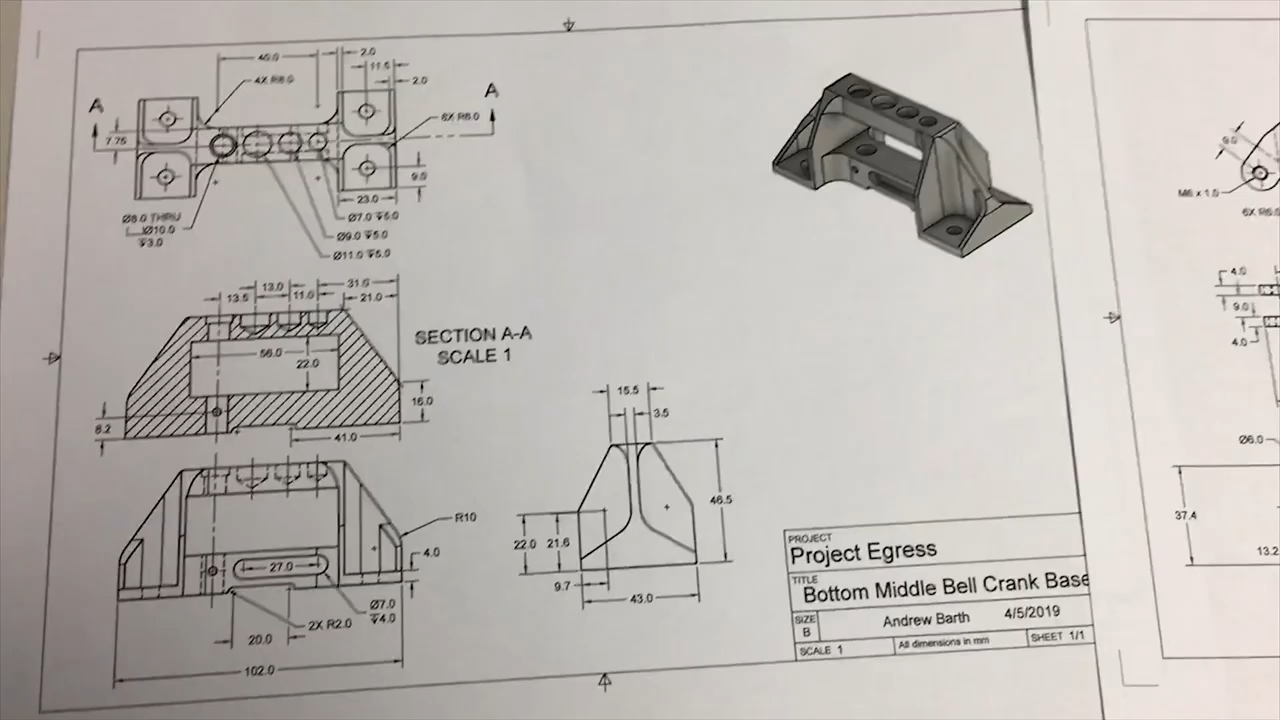 40.0
2.0
11.5
2.0
4X R8.0
A
A
6X R6.0
7.75
9.0
23.0
Ø8.0 THRU
⌴Ø10.0
↧3.0
Ø7.0 ↧5.0
Ø9.0 ↧5.0
Ø11.0 ↧5.0
13.0
31.0
13.5
11.0
21.0
SECTION A-A
SCALE 1
56.0
22.0
16.0
8.2
41.0
R10
4.0
27.0
Ø7.0
↧4.0
2X R2.0
20.0
102.0
15.5
3.5
46.5
22.0
21.6
9.7
43.0
PROJECT
Project Egress
TITLE
Bottom Middle Bell Crank Base
SIZE
B
Andrew Barth
4/5/2019
SCALE 1
All dimensions in mm
SHEET 1/1
9.0
M6 x 1.0
6X R6.0
4.0
9.0
4.0
Ø6.0
37.4
13.2